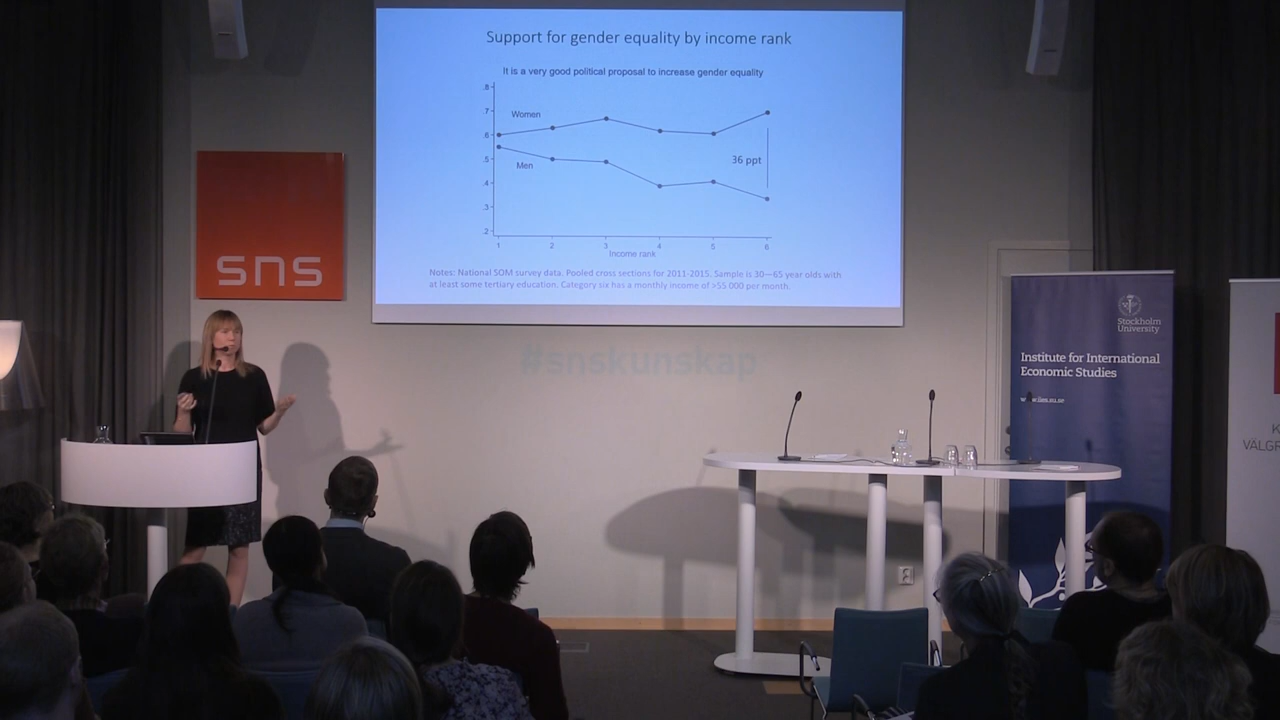 Support for gender equality by income rank
It is a very good political proposal to increase gender equality
.8
.7
.6
.5
.4
.3
.2
Women
Men
36 ppt
1 2 3 4 5 6
Income rank
Notes: National SOM survey data. Pooled cross sections for 2011-2015. Sample is 30—65 year olds with
at least some tertiary education. Category six has a monthly income of >55 000 per month.
sns
#snskunskap
Stockholm
University
Institute for International
Economic Studies
K
VÄLGR